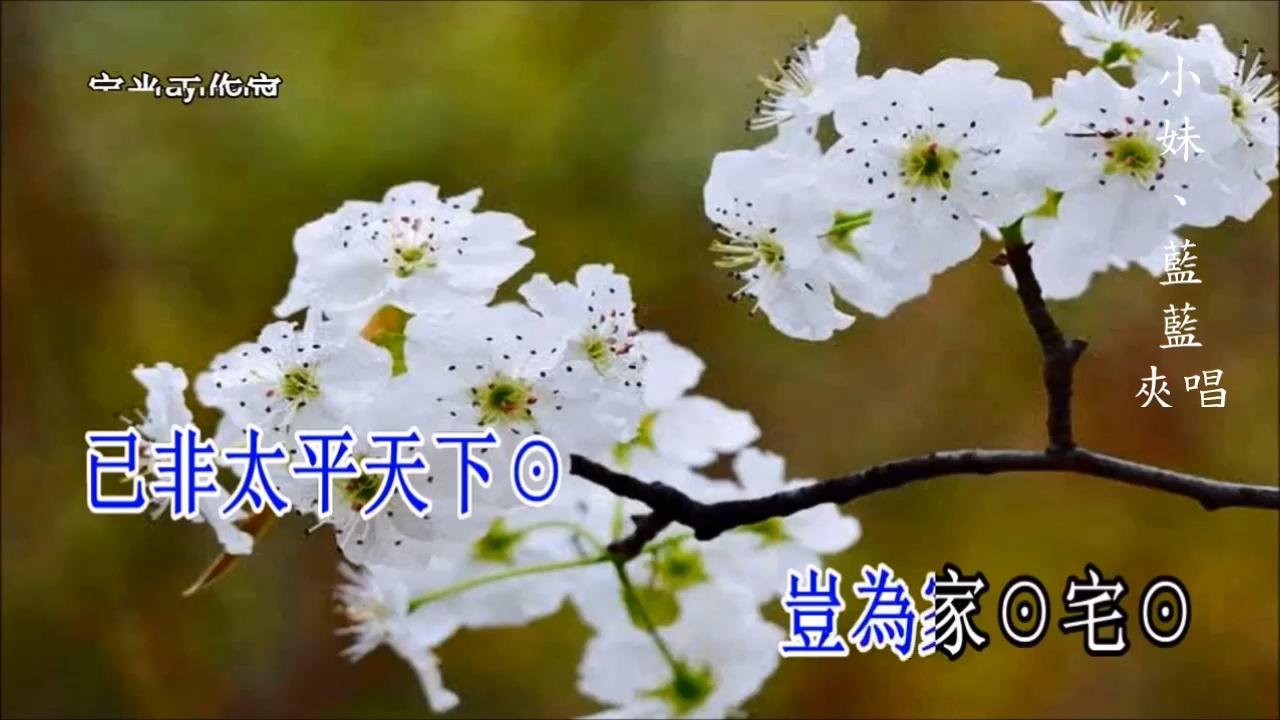 小妹、藍藍
夾唱
已非太平天下⊙
豈為家⊙宅⊙